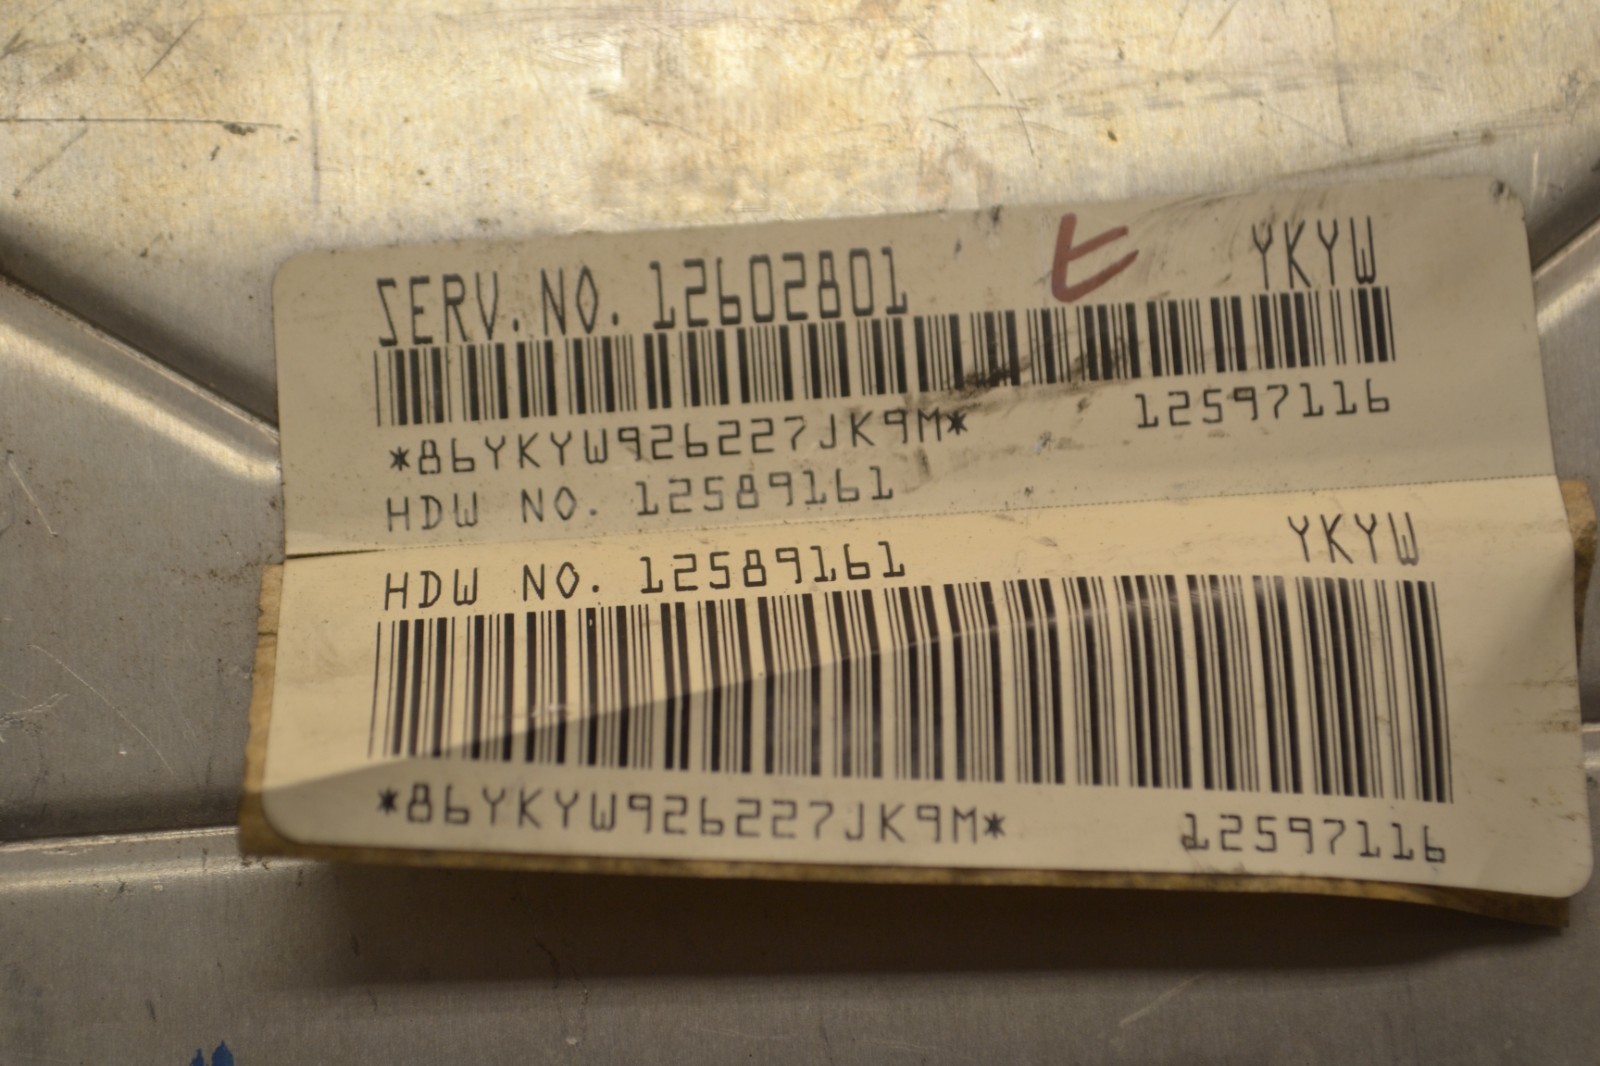 SERV. NO. 12602801 E YKYW
*86YKYW926227JK9M* 12597116
HDW NO. 12589161
HDW NO. 12589161 YKYW
*86YKYW926227JK9M* 12597116